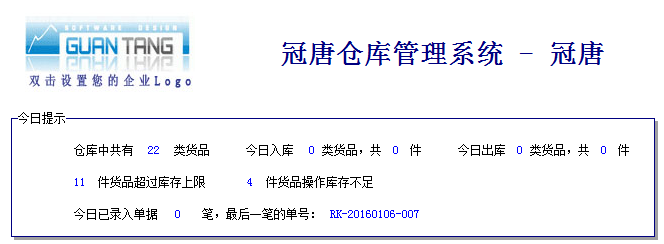 SOFTWARE DESIGN
GUAN TANG
双击设置您的企业Logo
冠唐仓库管理系统 - 冠唐
今日提示
仓库中共有 22 类货品 今日入库 0 类货品，共 0 件 今日出库 0 类货品，共 0 件
11 件货品超过库存上限 4 件货品操作库存不足
今日已录入单据 0 笔，最后一笔的单号： RK-20160106-007